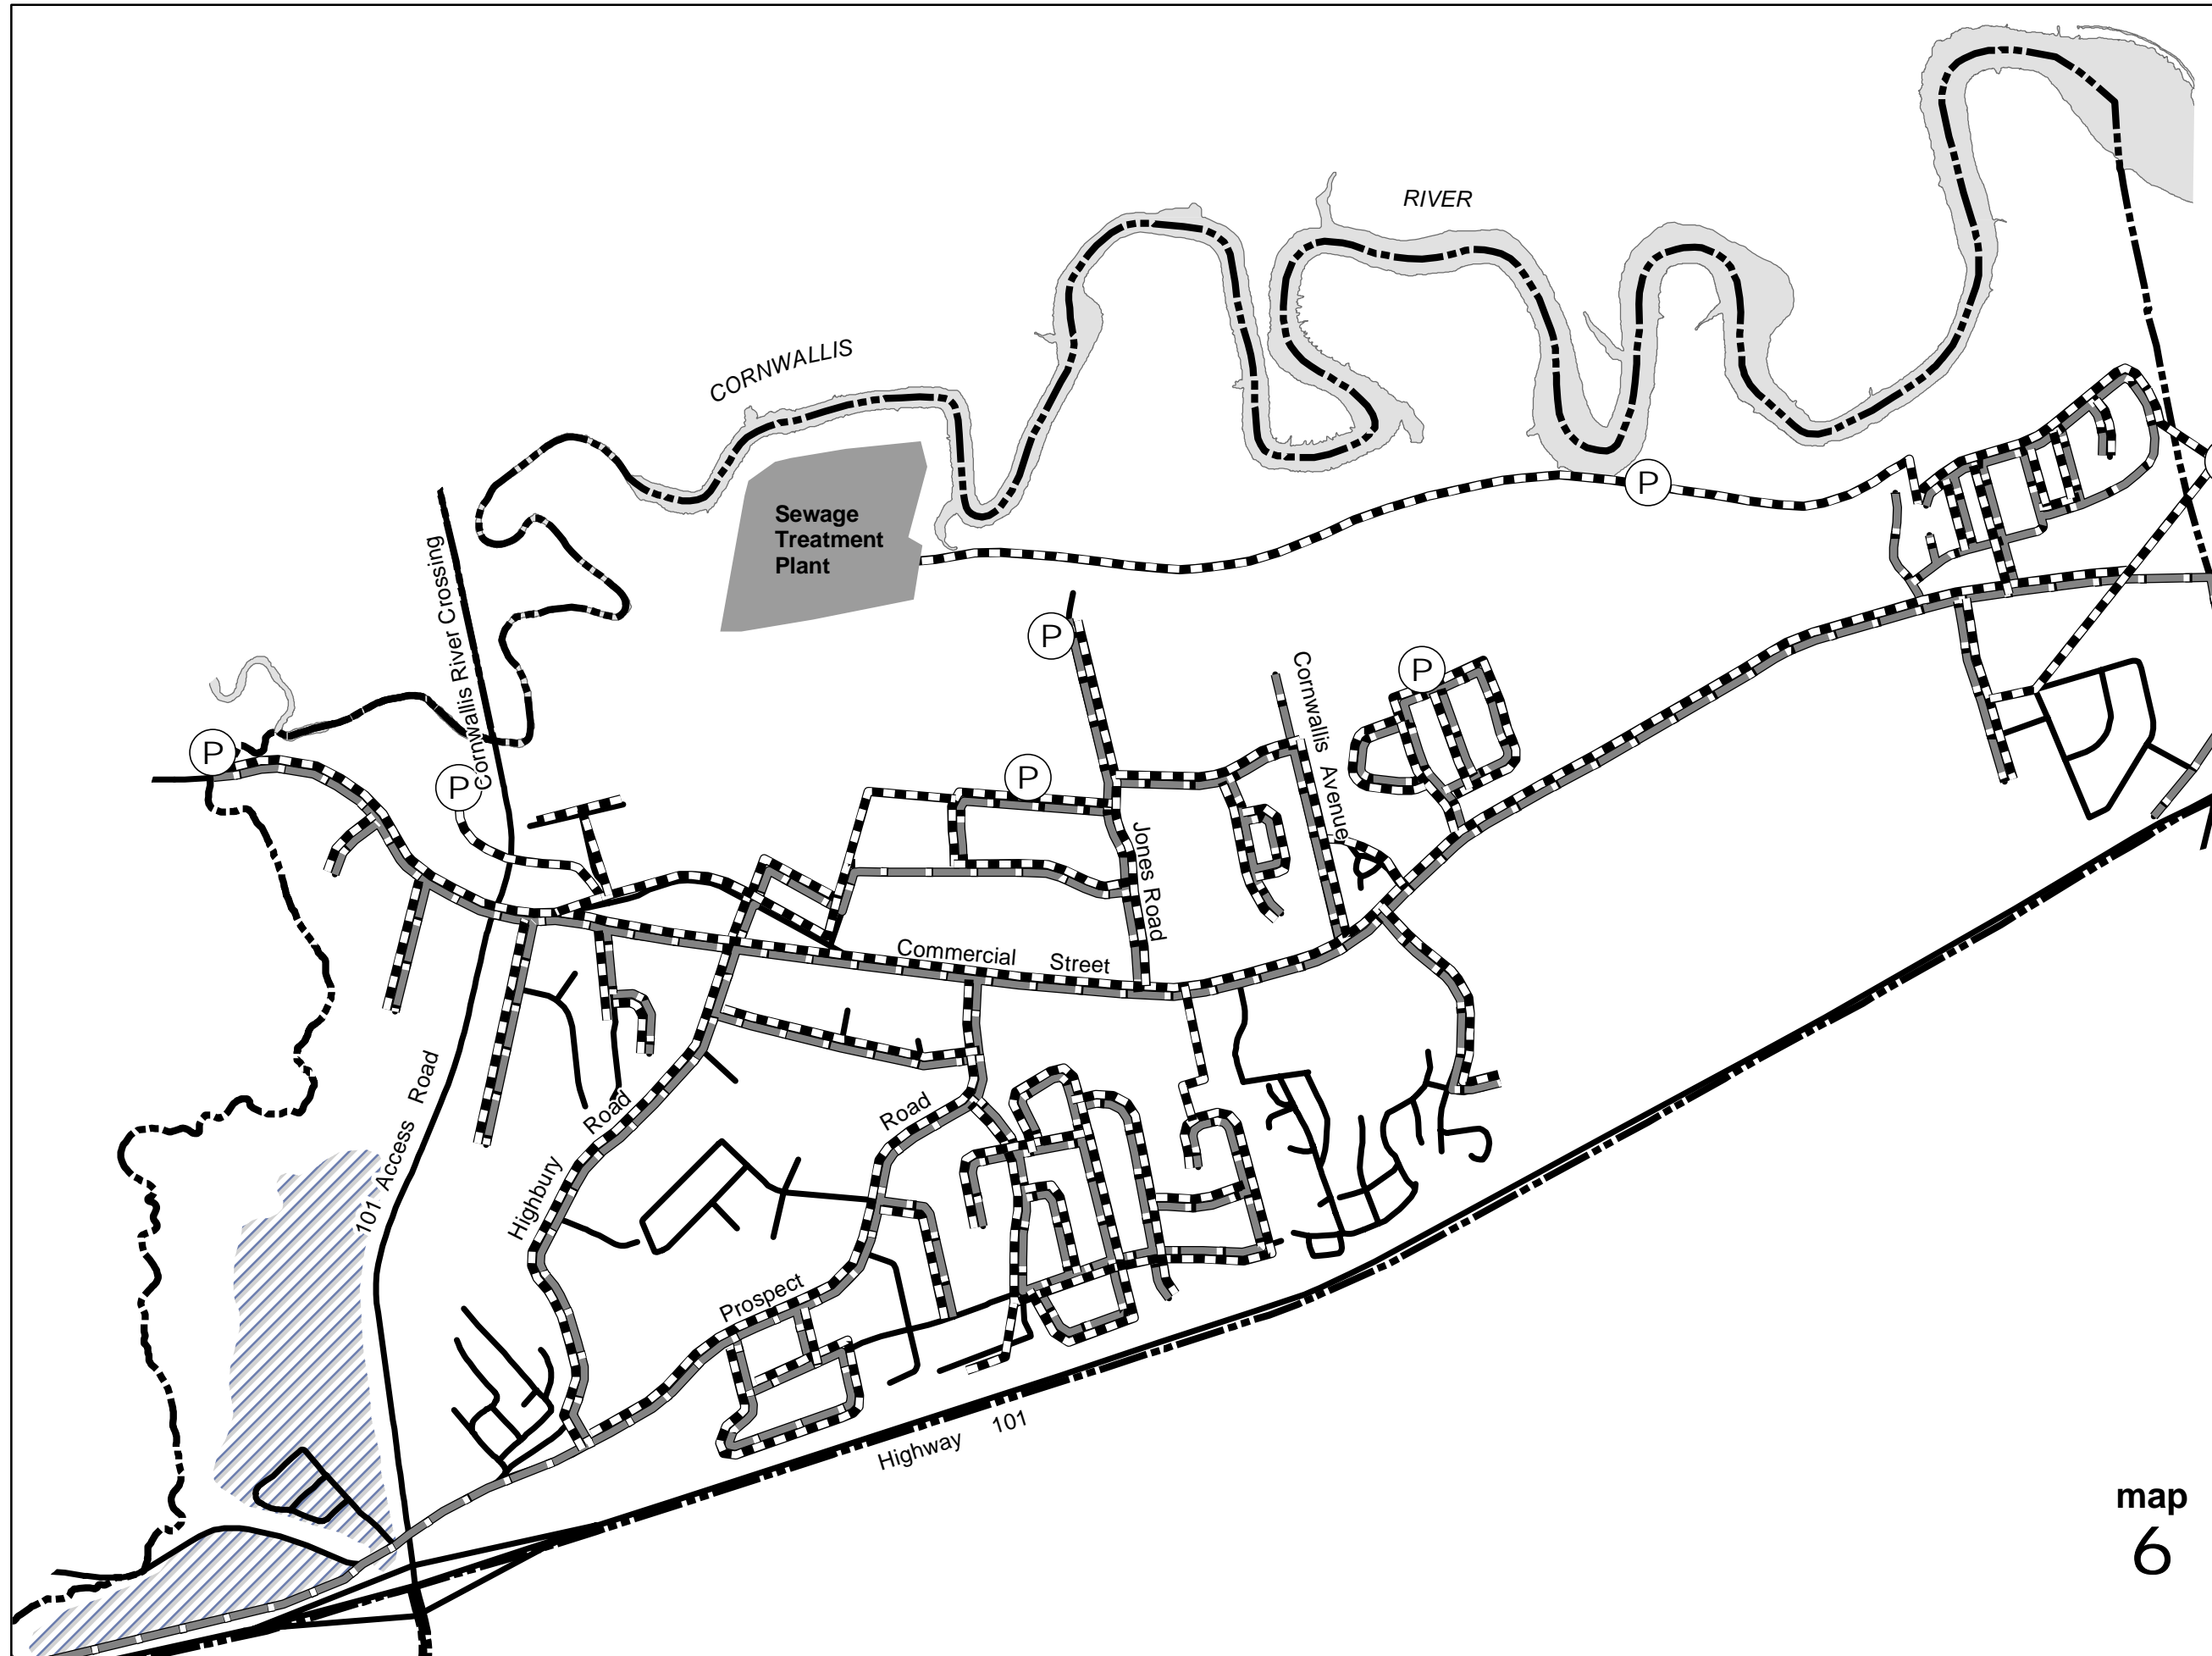 RIVER
CORNWALLIS
Sewage
Treatment
Plant
P
Cornwallis River Crossing
P
P
P
P
P
Cornwallis Avenue
Jones Road
Commercial Street
101 Access Road
Highbury Road
Road
Prospect
Highway 101
map
6